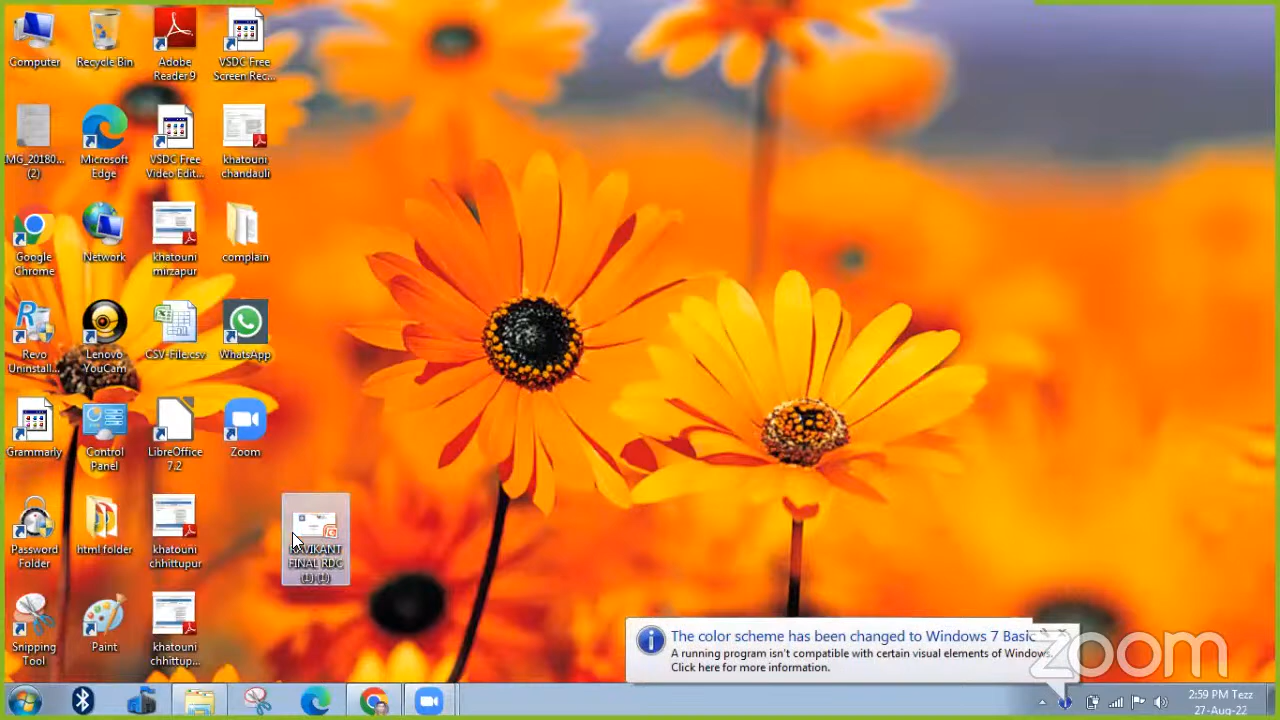 Computer
Recycle Bin
Adobe
Reader 9
VSDC Free
Screen Rec...
IMG_20180...
(2)
Microsoft
Edge
VSDC Free
Video Edit...
khatouni
chandauli
Google
Chrome
Network
khatouni
mirzapur
complain
Revo
Uninstall...
Lenovo
YouCam
CSV-File.csv
WhatsApp
Grammarly
Control
Panel
LibreOffice
7.2
Zoom
Password
Folder
html folder
khatouni
chhittupur
RAVIKANT
FINAL RDC
(1) (1)
Snipping
Tool
Paint
khatouni
chhittup...
The color scheme has been changed to Windows 7 Basic
A running program isn't compatible with certain visual elements of Windows.
Click here for more information.
zoom
2:59 PM Tezz
27-Aug-22